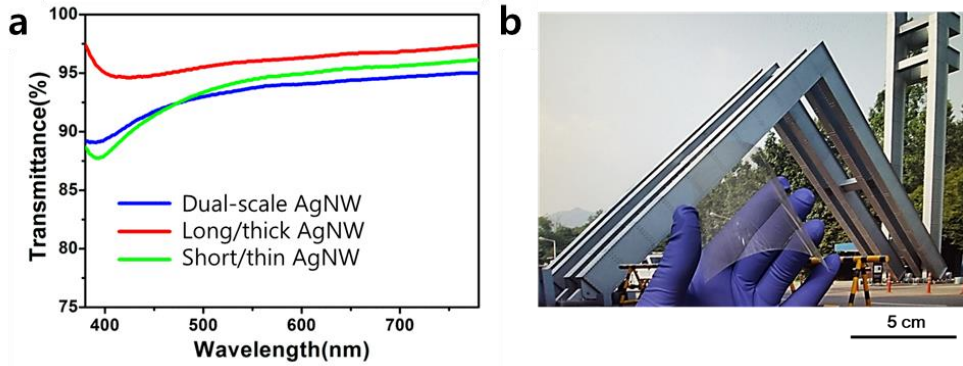 a
100
95
90
85
80
75
Transmittance(%)
Dual-scale AgNW
Long/thick AgNW
Short/thin AgNW
400
500
600
700
Wavelength(nm)
b
5 cm